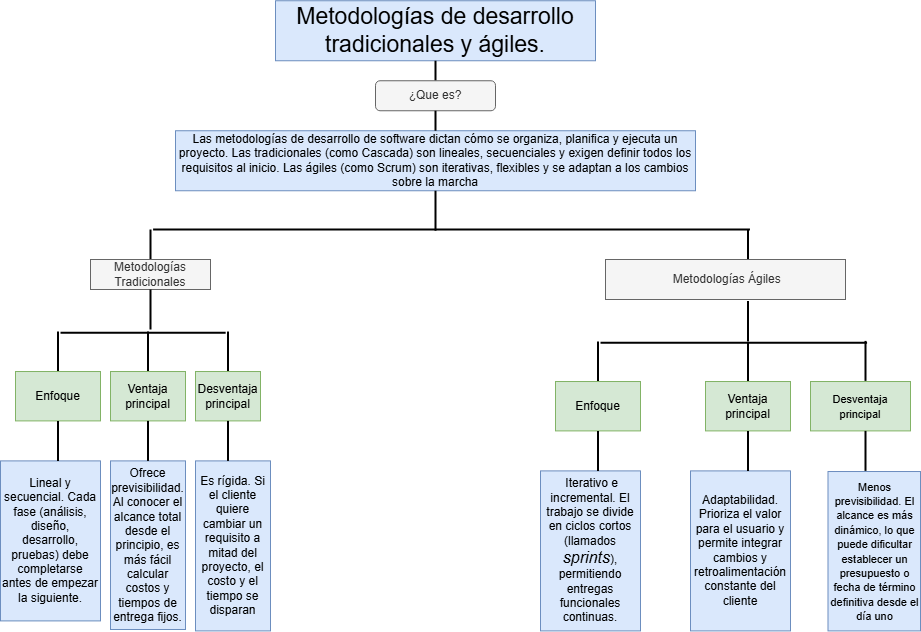 Metodologías de desarrollo
tradicionales y ágiles.
¿Que es?
Las metodologías de desarrollo de software dictan cómo se organiza, planifica y ejecuta un
proyecto. Las tradicionales (como Cascada) son lineales, secuenciales y exigen definir todos los
requisitos al inicio. Las ágiles (como Scrum) son iterativas, flexibles y se adaptan a los cambios
sobre la marcha
Metodologías
Tradicionales
Enfoque
Lineal y
secuencial. Cada
fase (análisis,
diseño,
desarrollo,
pruebas) debe
completarse
antes de empezar
la siguiente.
Ventaja
principal
Ofrece
previsibilidad.
Al conocer el
alcance total
desde el
principio, es
más fácil
calcular
costos y
tiempos de
entrega fijos.
Desventaja
principal
Es rígida. Si
el cliente
quiere
cambiar un
requisito a
mitad del
proyecto, el
costo y el
tiempo se
disparan
Metodologías Ágiles
Enfoque
Iterativo e
incremental. El
trabajo se divide
en ciclos cortos
(llamados
sprints),
permitiendo
entregas
funcionales
continuas.
Ventaja
principal
Adaptabilidad.
Prioriza el valor
para el usuario y
permite integrar
cambios y
retroalimentación
constante del
cliente
Desventaja
principal
Menos
previsibilidad. El
alcance es más
dinámico, lo que
puede dificultar
establecer un
presupuesto o
fecha de término
definitiva desde el
día uno